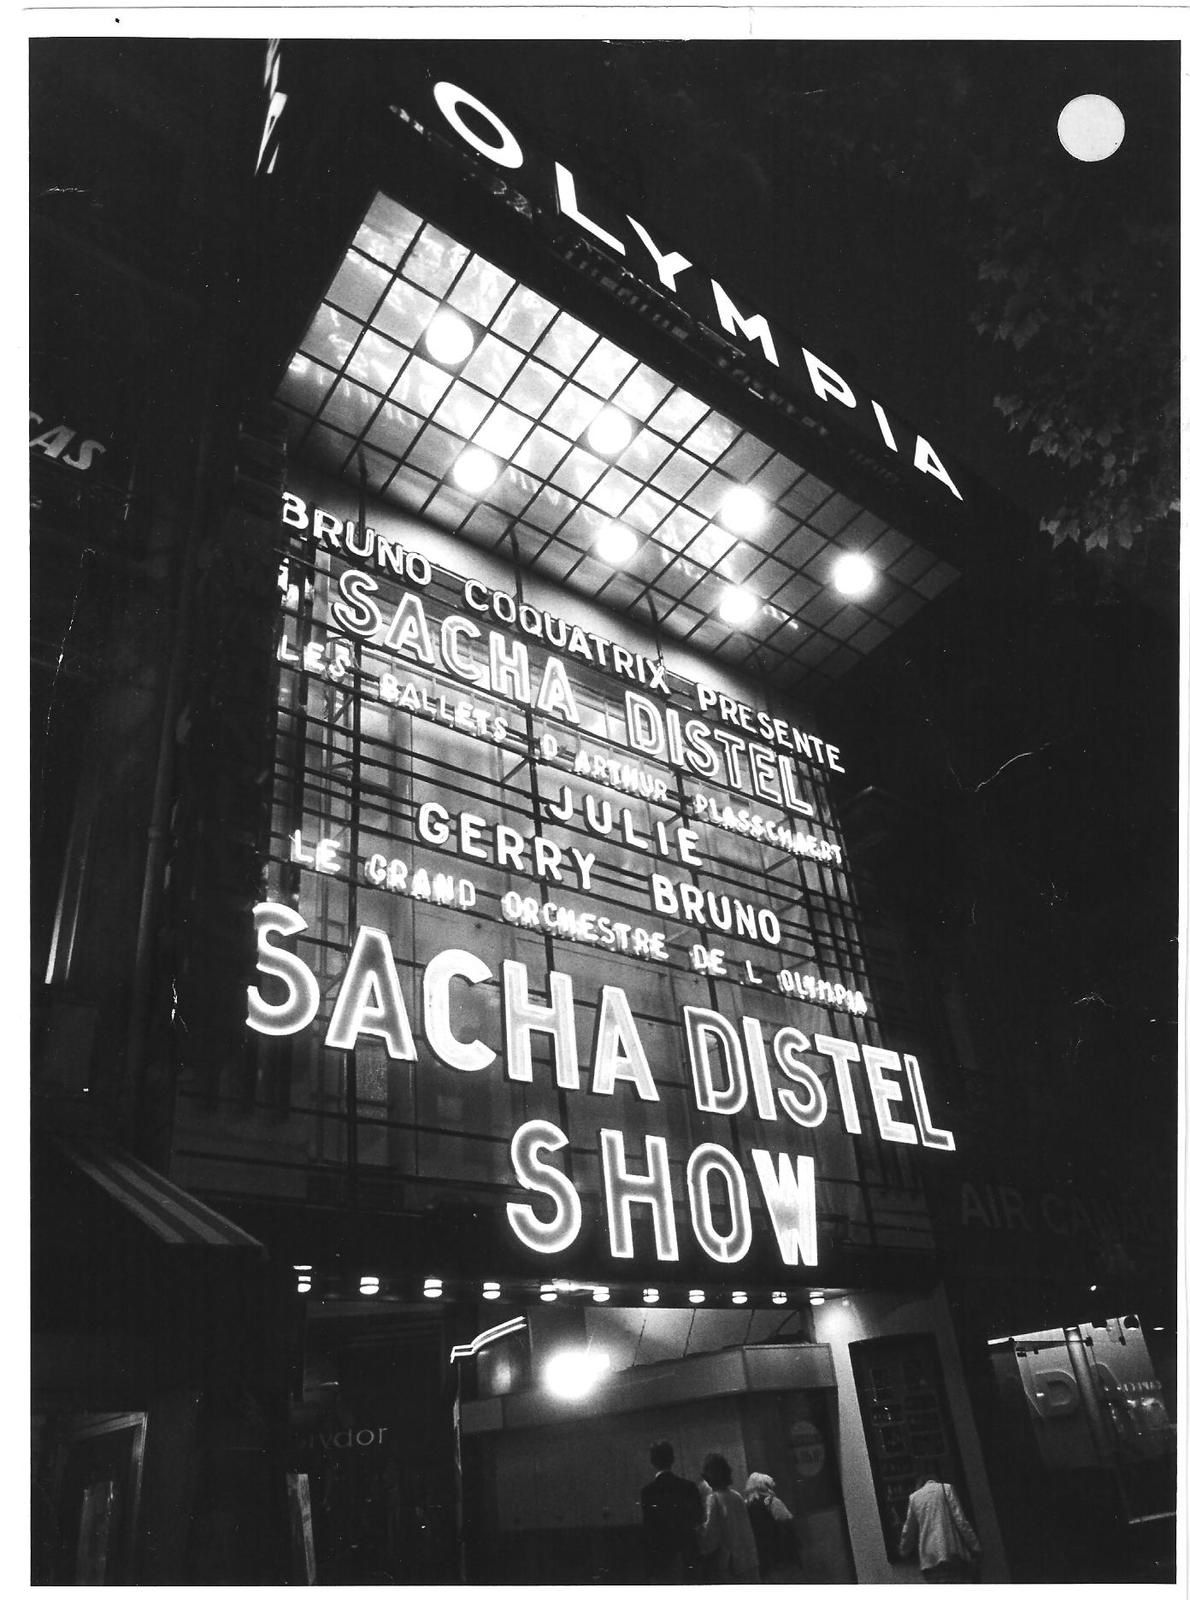 OLYMPIA
BRUNO COQUATRIX PRESENTE
SACHA DISTEL
LES BALLETS D ARTHUR PLASSCHAERT
JULIE
GERRY BRUNO
LE GRAND ORCHESTRE DE L OLYMPIA
SACHA DISTEL
SHOW
AIR